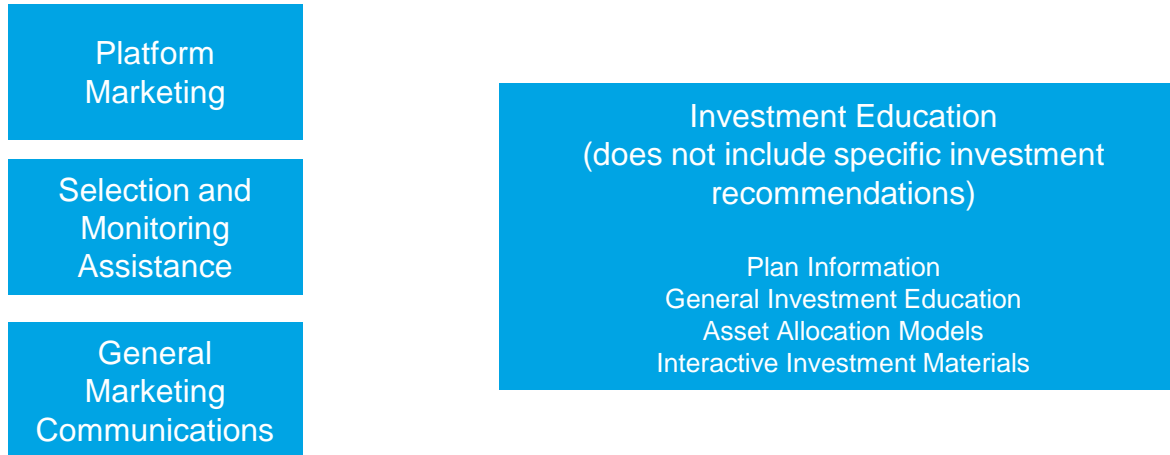 Platform
Marketing
Selection and
Monitoring
Assistance
General
Marketing
Communications
Investment Education
(does not include specific investment
recommendations)
Plan Information
General Investment Education
Asset Allocation Models
Interactive Investment Materials